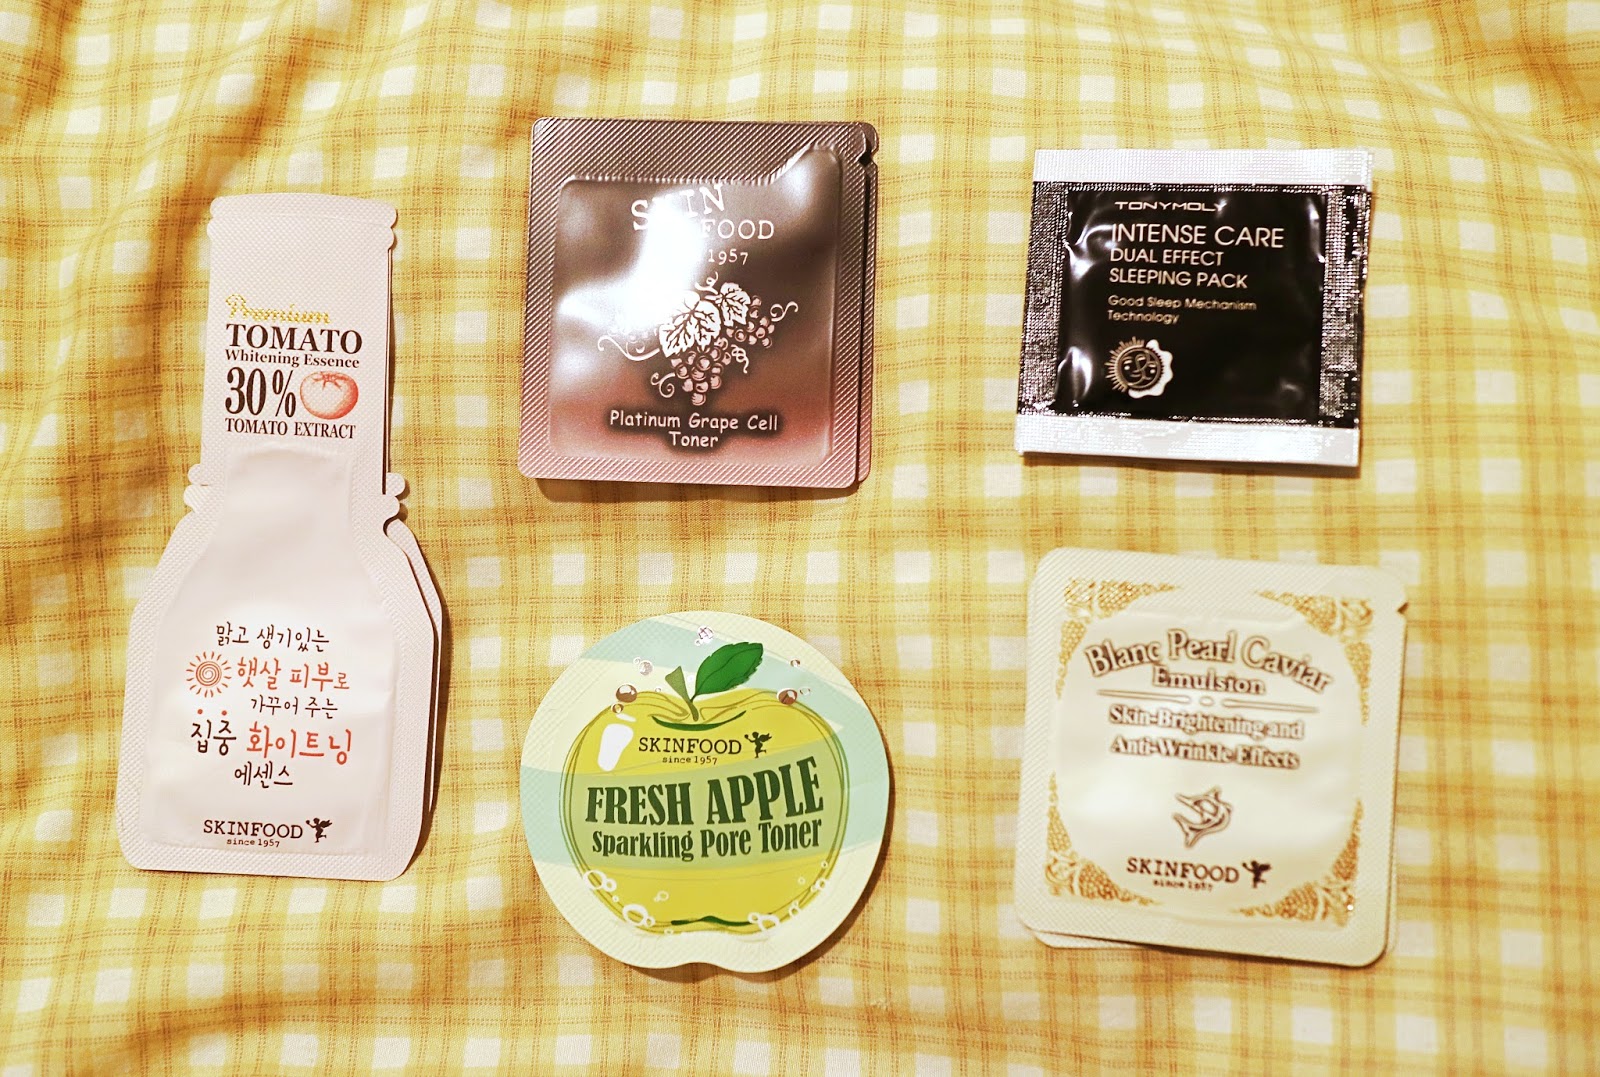 Premium
TOMATO
Whitening Essence
30%
TOMATO EXTRACT
맑고 생기있는
햇살 피부로
가꾸어 주는
집중 화이트닝
에센스
SKINFOOD
since 1957
SKIN
FOOD
1957
Platinum Grape Cell
Toner
TONYMOLY
INTENSE CARE
DUAL EFFECT
SLEEPING PACK
Good Sleep Mechanism
Technology
SKINFOOD
since 1957
FRESH APPLE
Sparkling Pore Toner
Blanc Pearl Caviar
Emulsion
Skin-Brightening and
Anti-Wrinkle Effects
SKINFOOD
since 1957